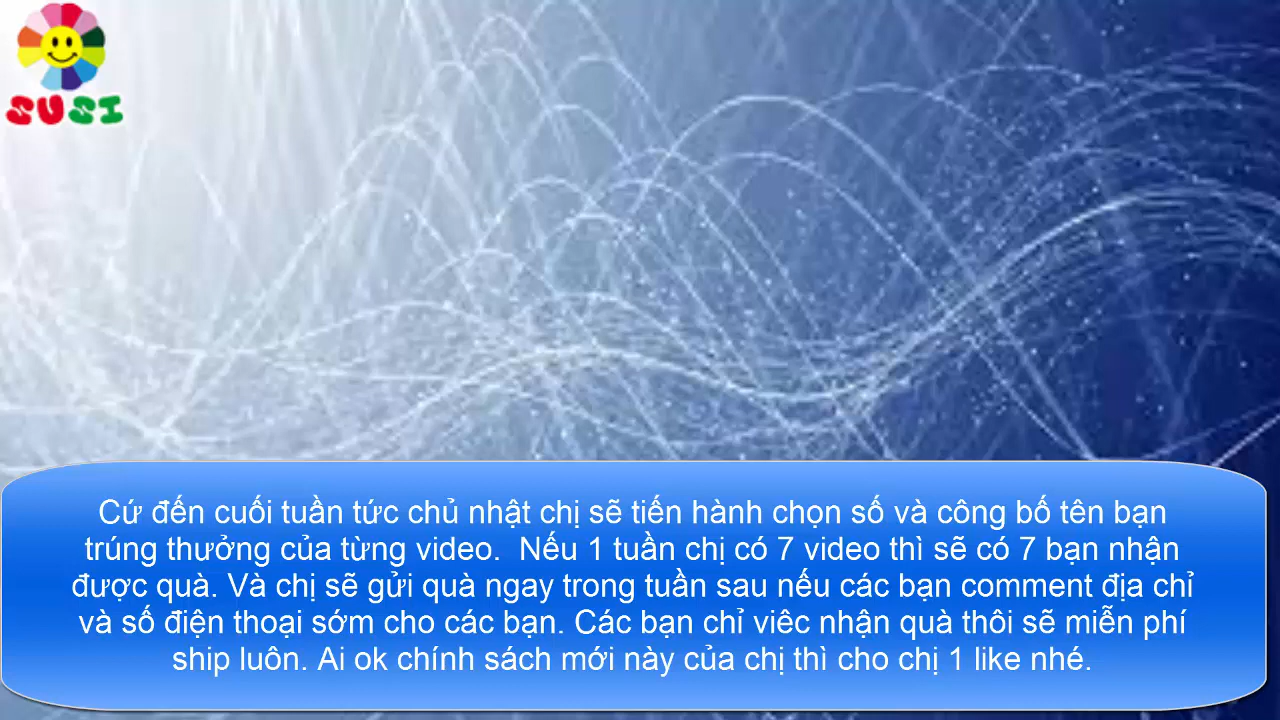 SUSI
Cứ đến cuối tuần tức chủ nhật chị sẽ tiến hành chọn số và công bố tên bạn
trúng thưởng của từng video.  Nếu 1 tuần chị có 7 video thì sẽ có 7 bạn nhận
được quà. Và chị sẽ gửi quà ngay trong tuần sau nếu các bạn comment địa chỉ
và số điện thoại sớm cho các bạn. Các bạn chỉ viêc nhận quà thôi sẽ miễn phí
ship luôn. Ai ok chính sách mới này của chị thì cho chị 1 like nhé.